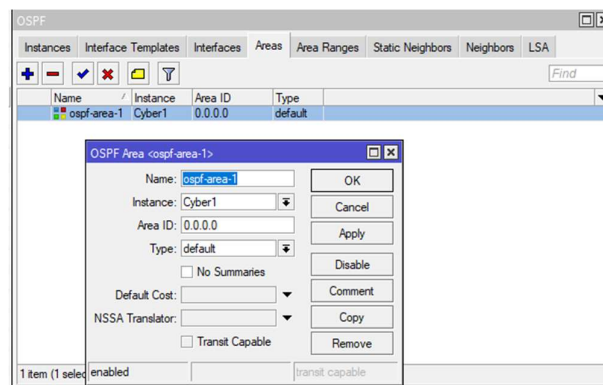 OSPF
Instances Interface Templates Interfaces Areas Area Ranges Static Neighbors Neighbors LSA
Find
Name / Instance Area ID Type
ospf-area-1 Cyber1 0.0.0.0 default
OSPF Area <ospf-area-1>
Name: ospf-area-1 OK
Instance: Cyber1 Cancel
Area ID: 0.0.0.0 Apply
Type: default
No Summaries Disable
Default Cost: Comment
NSSA Translator: Copy
Transit Capable Remove
1 item (1 selec enabled transit capable